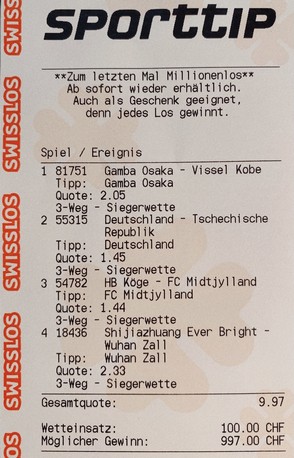 sporttip
**Zum letzten Mal Millionenlos**
Ab sofort wieder erhältlich.
Auch als Geschenk geeignet,
denn jedes Los gewinnt.
Spiel / Ereignis
1 81751 Gamba Osaka - Vissel Kobe
Tipp: Gamba Osaka
Quote: 2.05
3-Weg - Siegerwette
2 55315 Deutschland - Tschechische
Republik
Tipp: Deutschland
Quote: 1.45
3-Weg - Siegerwette
3 54782 HB Köge - FC Midtjylland
Tipp: FC Midtjylland
Quote: 1.44
3-Weg - Siegerwette
4 18436 Shijiazhuang Ever Bright -
Wuhan Zall
Tipp: Wuhan Zall
Quote: 2.33
3-Weg - Siegerwette
Gesamtquote: 9.97
Wetteinsatz: 100.00 CHF
Möglicher Gewinn: 997.00 CHF
SWISSLOS
SWISSLOS
SWISSLOS
SWISSLOS